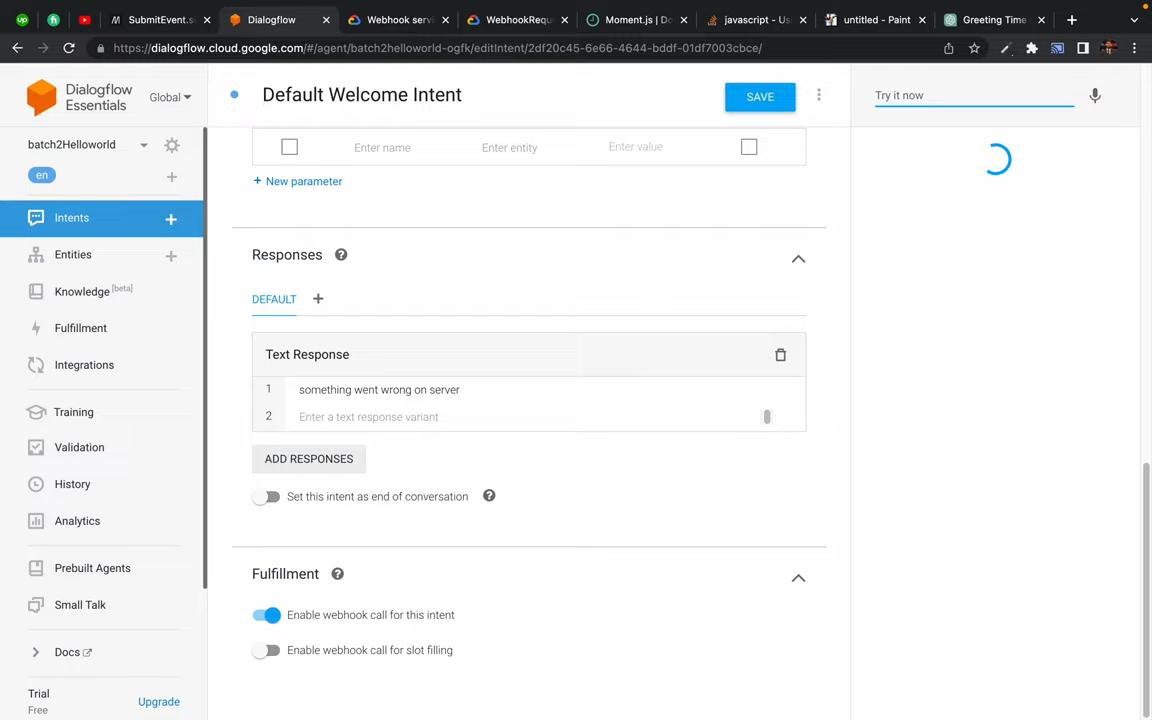 SubmitEvent.s
Dialogflow
Webhook servi
WebhookRequ
Moment.js | Do
javascript - Usi
untitled - Paint
Greeting Time
https://dialogflow.cloud.google.com/#/agent/batch2helloworld-ogfk/editIntent/2df20c45-6e66-4644-bddf-01df7003cbce/
Dialogflow
Essentials
Global
Default Welcome Intent
SAVE
Try it now
batch2Helloworld
en
Enter name
Enter entity
Enter value
+ New parameter
Intents
Entities
Knowledge [beta]
Fulfillment
Integrations
Training
Validation
History
Analytics
Prebuilt Agents
Small Talk
Docs
Trial
Free
Upgrade
Responses
DEFAULT
Text Response
1 something went wrong on server
2 Enter a text response variant
ADD RESPONSES
Set this intent as end of conversation
Fulfillment
Enable webhook call for this intent
Enable webhook call for slot filling